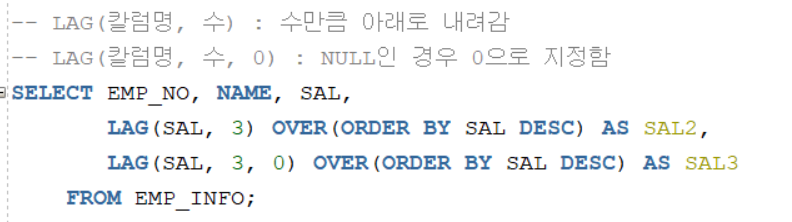 -- LAG(칼럼명, 수) : 수만큼 아래로 내려감
-- LAG(칼럼명, 수, 0) : NULL인 경우 0으로 지정함
SELECT EMP_NO, NAME, SAL,
LAG(SAL, 3) OVER(ORDER BY SAL DESC) AS SAL2,
LAG(SAL, 3, 0) OVER(ORDER BY SAL DESC) AS SAL3
FROM EMP_INFO;